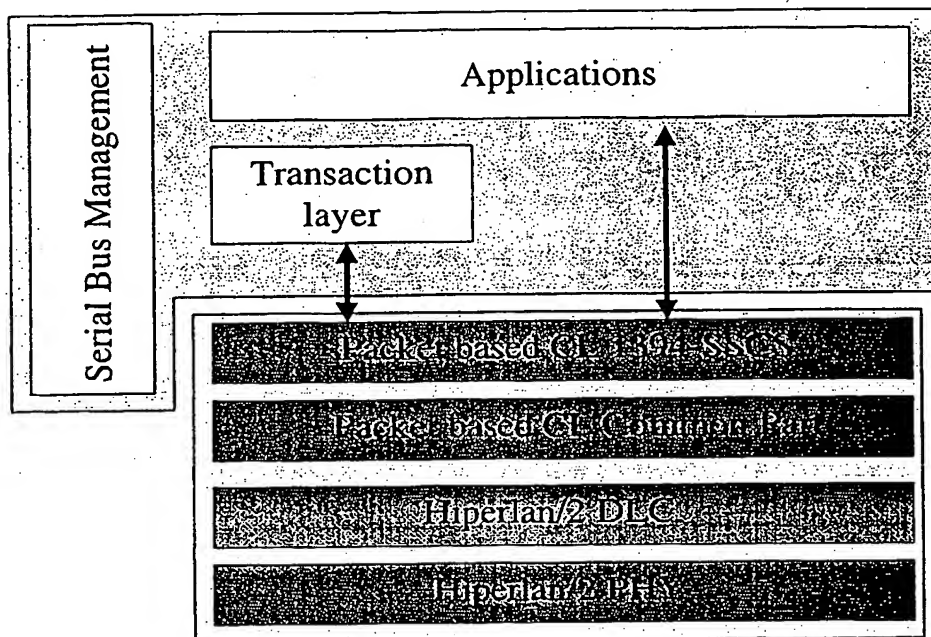 Serial Bus Management
Applications
Transaction
layer
Packet based CL 1394-SSCS
Packet based CL Common Part
Hiperlan/2 DLC
Hiperlan/2 PHY